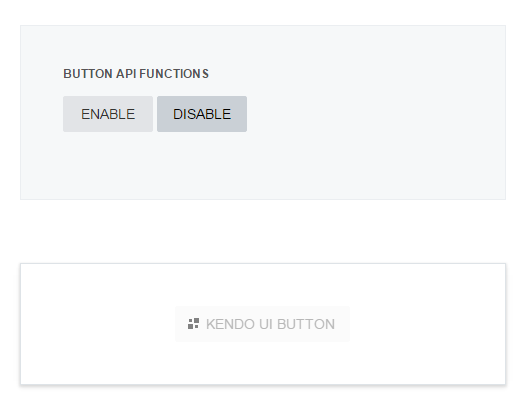 BUTTON API FUNCTIONS
ENABLE DISABLE
KENDO UI BUTTON